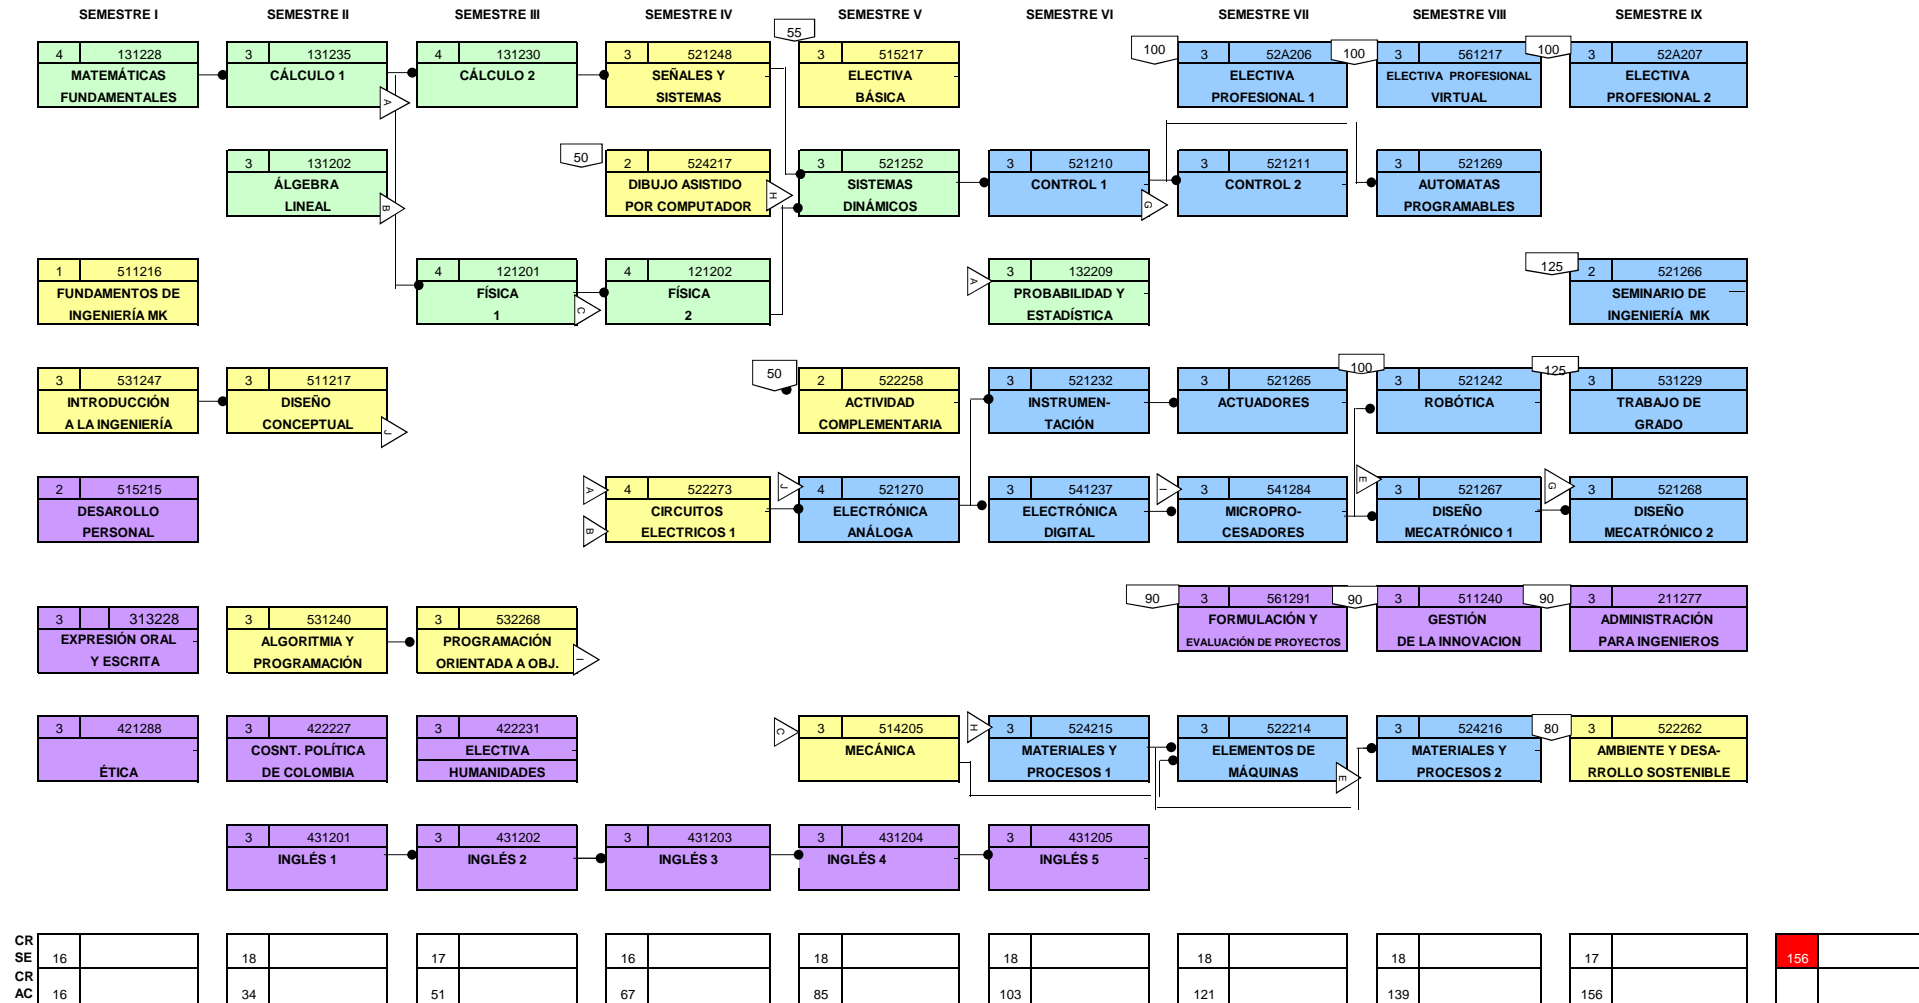 SEMESTRE I SEMESTRE II SEMESTRE III SEMESTRE IV SEMESTRE V SEMESTRE VI SEMESTRE VII SEMESTRE VIII SEMESTRE IX
55
100 100 100
4 131228 3 131235 4 131230 3 521248 3 515217 3 52A206 3 561217 3 52A207
MATEMÁTICAS CÁLCULO 1 CÁLCULO 2 SEÑALES Y ELECTIVA ELECTIVA ELECTIVA PROFESIONAL ELECTIVA
FUNDAMENTALES SISTEMAS BÁSICA PROFESIONAL 1 VIRTUAL PROFESIONAL 2
A
50
3 131202 2 524217 3 521252 3 521210 3 521211 3 521269
ÁLGEBRA DIBUJO ASISTIDO SISTEMAS CONTROL 1 CONTROL 2 AUTOMATAS
LINEAL POR COMPUTADOR DINÁMICOS PROGRAMABLES
B H G
125
1 511216 4 121201 4 121202 A 3 132209 2 521266
FUNDAMENTOS DE FÍSICA FÍSICA PROBABILIDAD Y SEMINARIO DE
INGENIERÍA MK 1 C 2 ESTADÍSTICA INGENIERÍA MK
50 100 125
3 531247 3 511217 2 522258 3 521232 3 521265 3 521242 3 531229
INTRODUCCIÓN DISEÑO ACTIVIDAD INSTRUMEN- ACTUADORES ROBÓTICA TRABAJO DE
A LA INGENIERÍA CONCEPTUAL COMPLEMENTARIA TACIÓN GRADO
J
2 515215 A 4 522273 J 4 521270 3 541237 I 3 541284 E 3 521267 G 3 521268
DESAROLLO CIRCUITOS ELECTRÓNICA ELECTRÓNICA MICROPRO- DISEÑO DISEÑO
PERSONAL B ELECTRICOS 1 ANÁLOGA DIGITAL CESADORES MECATRÓNICO 1 MECATRÓNICO 2
90 3 561291 90 3 511240 90 3 211277
FORMULACIÓN Y GESTIÓN ADMINISTRACIÓN
EVALUACIÓN DE PROYECTOS DE LA INNOVACION PARA INGENIEROS
3 313228 3 531240 3 532268
EXPRESIÓN ORAL ALGORITMIA Y PROGRAMACIÓN
Y ESCRITA PROGRAMACIÓN ORIENTADA A OBJ.
I
3 421288 3 422227 3 422231 C 3 514205 H 3 524215 3 522214 3 524216 80 3 522262
COSNT. POLÍTICA ELECTIVA MECÁNICA MATERIALES Y ELEMENTOS DE MATERIALES Y AMBIENTE Y DESA-
ÉTICA DE COLOMBIA HUMANIDADES PROCESOS 1 MÁQUINAS E PROCESOS 2 RROLLO SOSTENIBLE
3 431201 3 431202 3 431203 3 431204 3 431205
INGLÉS 1 INGLÉS 2 INGLÉS 3 INGLÉS 4 INGLÉS 5
CR
SE 16 18 17 16 18 18 18 18 17 156
CR
AC 16 34 51 67 85 103 121 139 156